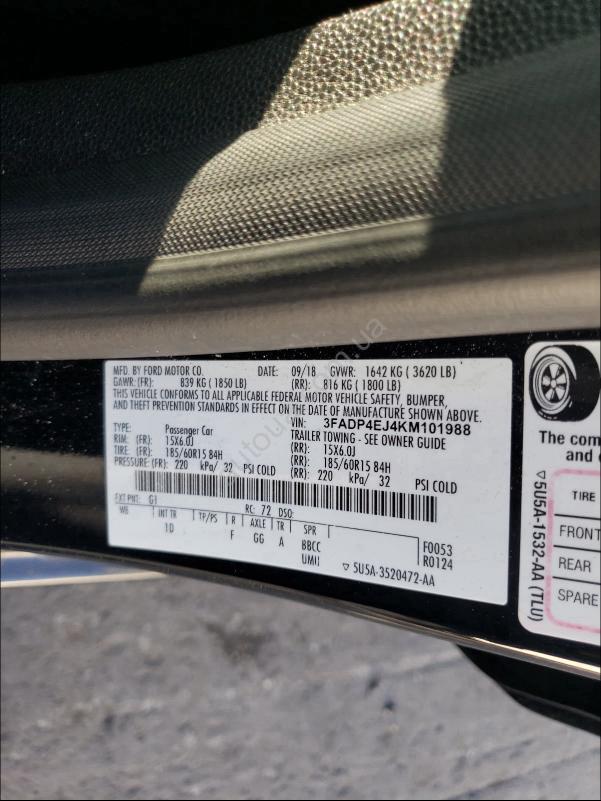 MFD. BY FORD MOTOR CO. DATE: 09/18 GVWR: 1642 KG ( 3620 LB)
GAWR: (FR): 839 KG ( 1850 LB) (RR): 816 KG ( 1800 LB)
THIS VEHICLE CONFORMS TO ALL APPLICABLE FEDERAL MOTOR VEHICLE SAFETY, BUMPER,
AND THEFT PREVENTION STANDARDS IN EFFECT ON THE DATE OF MANUFACTURE SHOWN ABOVE.
VIN: 3FADP4EJ4KM101988
TYPE: Passenger Car TRAILER TOWING - SEE OWNER GUIDE
RIM: (FR): 15X6.0J (RR): 15X6.0J
TIRE: (FR): 185/60R15 84H (RR): 185/60R15 84H
PRESSURE: (FR): 220 kPa/ 32 PSI COLD (RR): 220 kPa/ 32 PSI COLD
EXT PNT: G1 RC: 72 DSO:
WB INT TR TP/PS R AXLE TR SPR
1D F GG A BBCC F0053
UMII R0124
▽ 5U5A-3520472-AA
The com
and c
TIRE
FRONT
REAR
SPARE
▽5U5A-1532-AA (TLU)